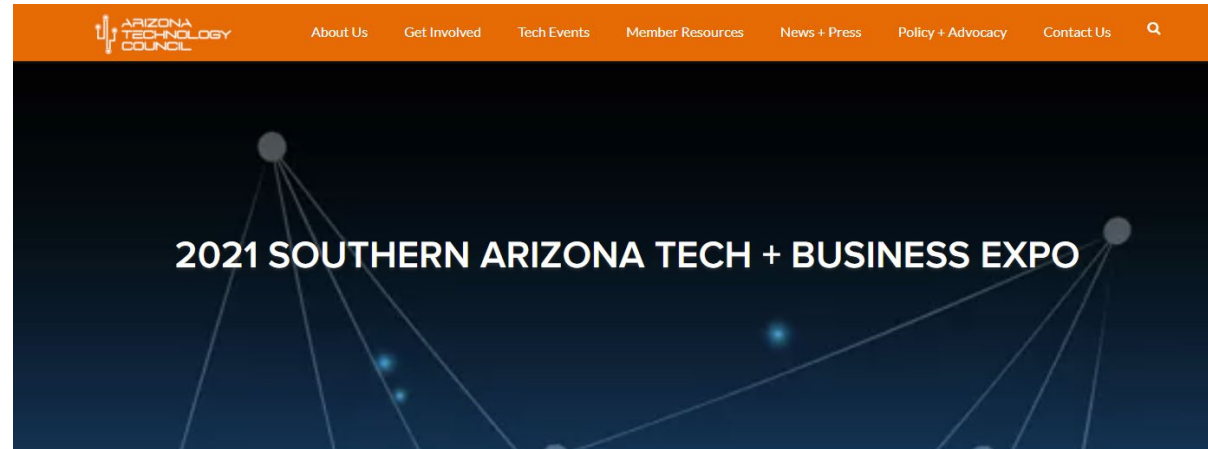 ARIZONA
TECHNOLOGY
COUNCIL
About Us Get Involved Tech Events Member Resources News + Press Policy + Advocacy Contact Us
2021 SOUTHERN ARIZONA TECH + BUSINESS EXPO